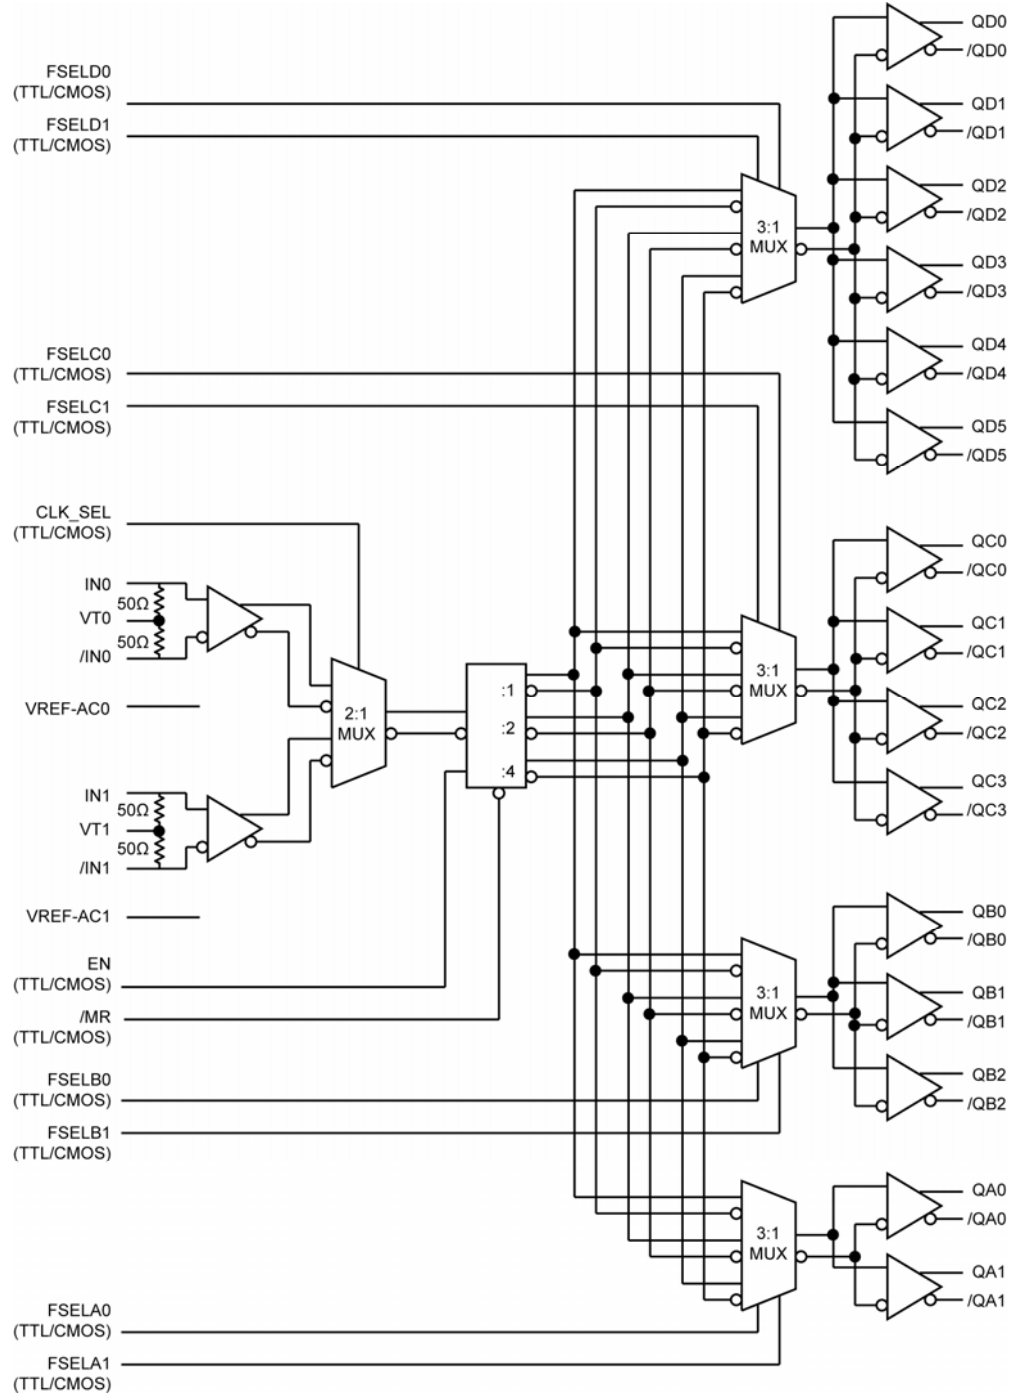 FSELD0
(TTL/CMOS)
FSELD1
(TTL/CMOS)
3:1
MUX
QD0
/QD0
QD1
/QD1
QD2
/QD2
QD3
/QD3
QD4
/QD4
QD5
/QD5
FSELC0
(TTL/CMOS)
FSELC1
(TTL/CMOS)
CLK_SEL
(TTL/CMOS)
IN0
50Ω
VT0
50Ω
/IN0
VREF-AC0
2:1
MUX
:1
:2
:4
3:1
MUX
QC0
/QC0
QC1
/QC1
QC2
/QC2
QC3
/QC3
IN1
50Ω
VT1
50Ω
/IN1
VREF-AC1
EN
(TTL/CMOS)
/MR
(TTL/CMOS)
3:1
MUX
QB0
/QB0
QB1
/QB1
QB2
/QB2
FSELB0
(TTL/CMOS)
FSELB1
(TTL/CMOS)
3:1
MUX
QA0
/QA0
QA1
/QA1
FSELA0
(TTL/CMOS)
FSELA1
(TTL/CMOS)